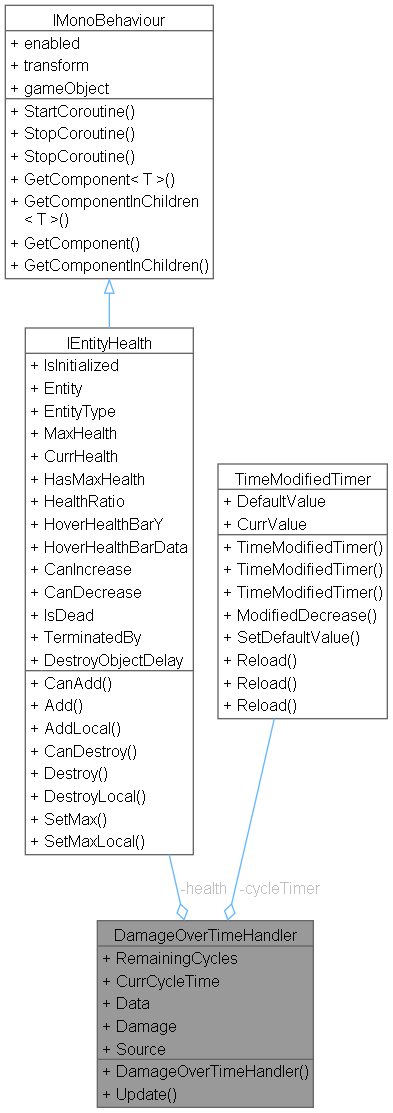 IMonoBehaviour
+ enabled
+ transform
+ gameObject
+ StartCoroutine()
+ StopCoroutine()
+ StopCoroutine()
+ GetComponent< T >()
+ GetComponentInChildren
< T >()
+ GetComponent()
+ GetComponentInChildren()
IEntityHealth
+ IsInitialized
+ Entity
+ EntityType
+ MaxHealth
+ CurrHealth
+ HasMaxHealth
+ HealthRatio
+ HoverHealthBarY
+ HoverHealthBarData
+ CanIncrease
+ CanDecrease
+ IsDead
+ TerminatedBy
+ DestroyObjectDelay
+ CanAdd()
+ Add()
+ AddLocal()
+ CanDestroy()
+ Destroy()
+ DestroyLocal()
+ SetMax()
+ SetMaxLocal()
TimeModifiedTimer
+ DefaultValue
+ CurrValue
+ TimeModifiedTimer()
+ TimeModifiedTimer()
+ TimeModifiedTimer()
+ ModifiedDecrease()
+ SetDefaultValue()
+ Reload()
+ Reload()
+ Reload()
-health
-cycleTimer
DamageOverTimeHandler
+ RemainingCycles
+ CurrCycleTime
+ Data
+ Damage
+ Source
+ DamageOverTimeHandler()
+ Update()